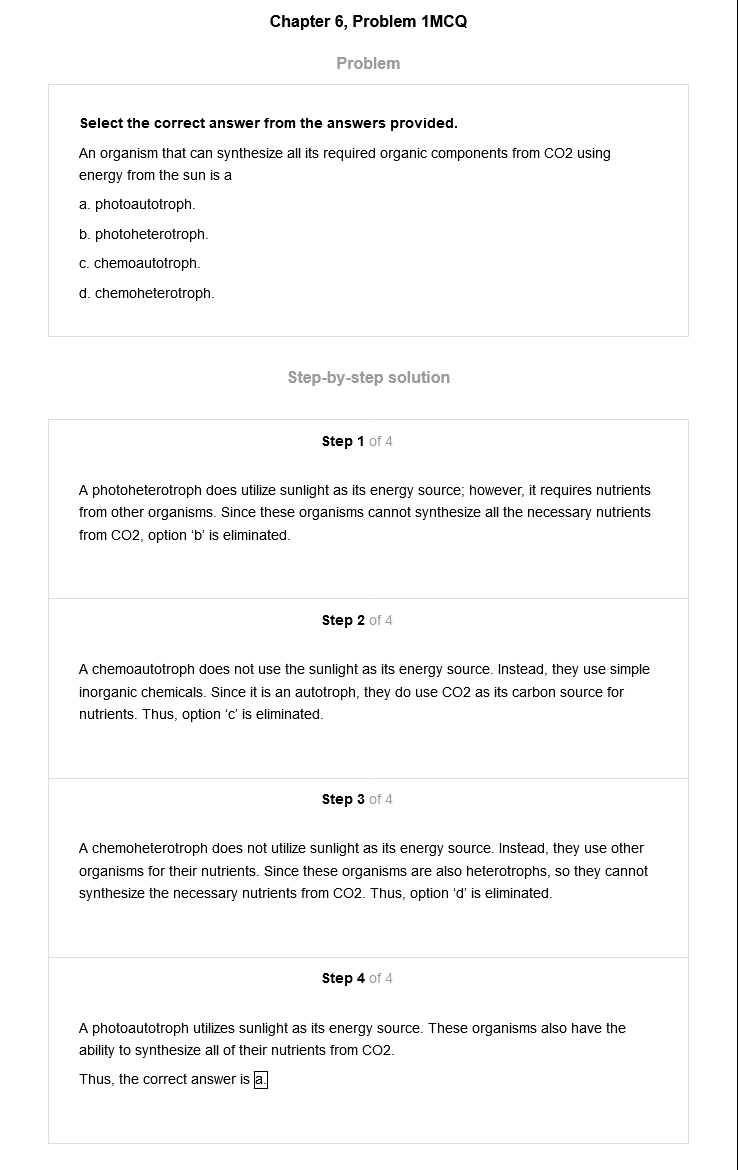 Chapter 6, Problem 1MCQ
Problem
Select the correct answer from the answers provided.
An organism that can synthesize all its required organic components from CO2 using
energy from the sun is a
a. photoautotroph.
b. photoheterotroph.
c. chemoautotroph.
d. chemoheterotroph.
Step-by-step solution
Step 1 of 4
A photoheterotroph does utilize sunlight as its energy source; however, it requires nutrients
from other organisms. Since these organisms cannot synthesize all the necessary nutrients
from CO2, option ‘b’ is eliminated.
Step 2 of 4
A chemoautotroph does not use the sunlight as its energy source. Instead, they use simple
inorganic chemicals. Since it is an autotroph, they do use CO2 as its carbon source for
nutrients. Thus, option ‘c’ is eliminated.
Step 3 of 4
A chemoheterotroph does not utilize sunlight as its energy source. Instead, they use other
organisms for their nutrients. Since these organisms are also heterotrophs, so they cannot
synthesize the necessary nutrients from CO2. Thus, option ‘d’ is eliminated.
Step 4 of 4
A photoautotroph utilizes sunlight as its energy source. These organisms also have the
ability to synthesize all of their nutrients from CO2.
Thus, the correct answer is a.